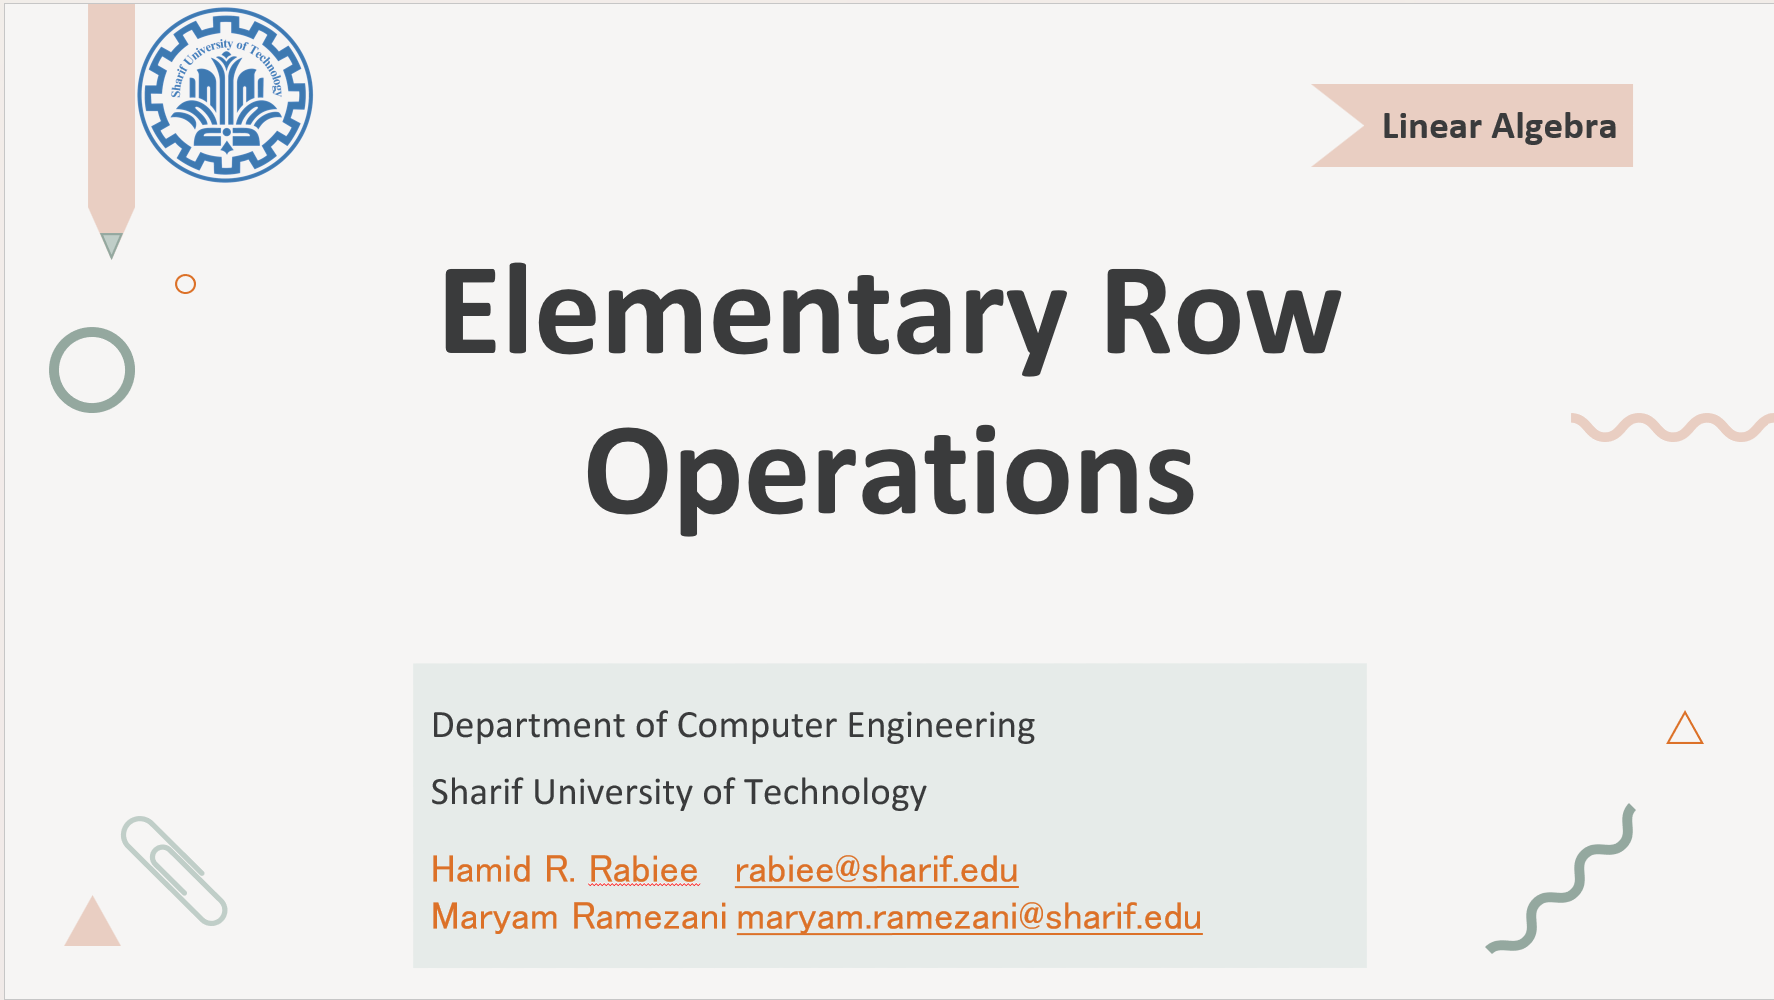 Sharif University of Technology
Linear Algebra
Elementary Row
Operations
Department of Computer Engineering
Sharif University of Technology
Hamid R. Rabiee rabiee@sharif.edu
Maryam Ramezani maryam.ramezani@sharif.edu